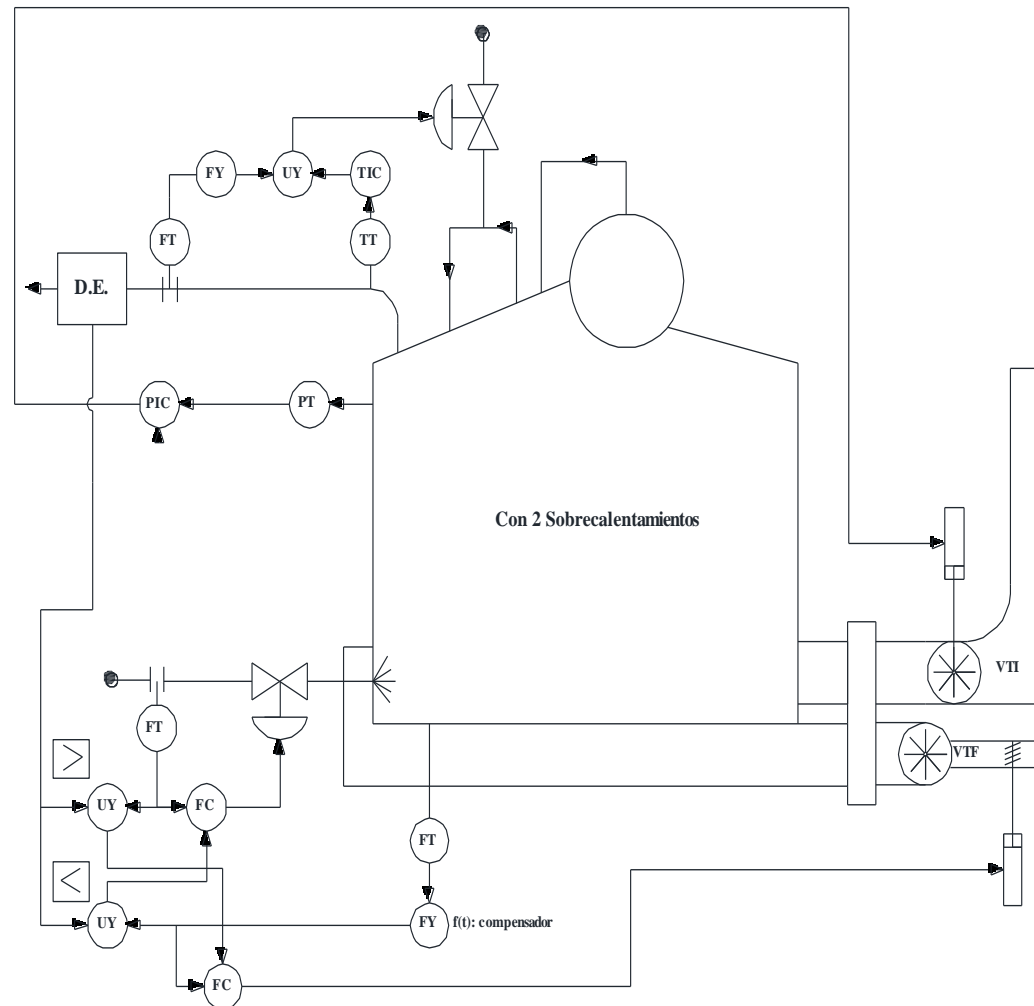 FY
UY
TIC
FT
TT
D.E.
PIC
PT
Con 2 Sobrecalentamientos
VTI
FT
VTF
>
UY
FC
FT
<
UY
FY
f(t): compensador
FC